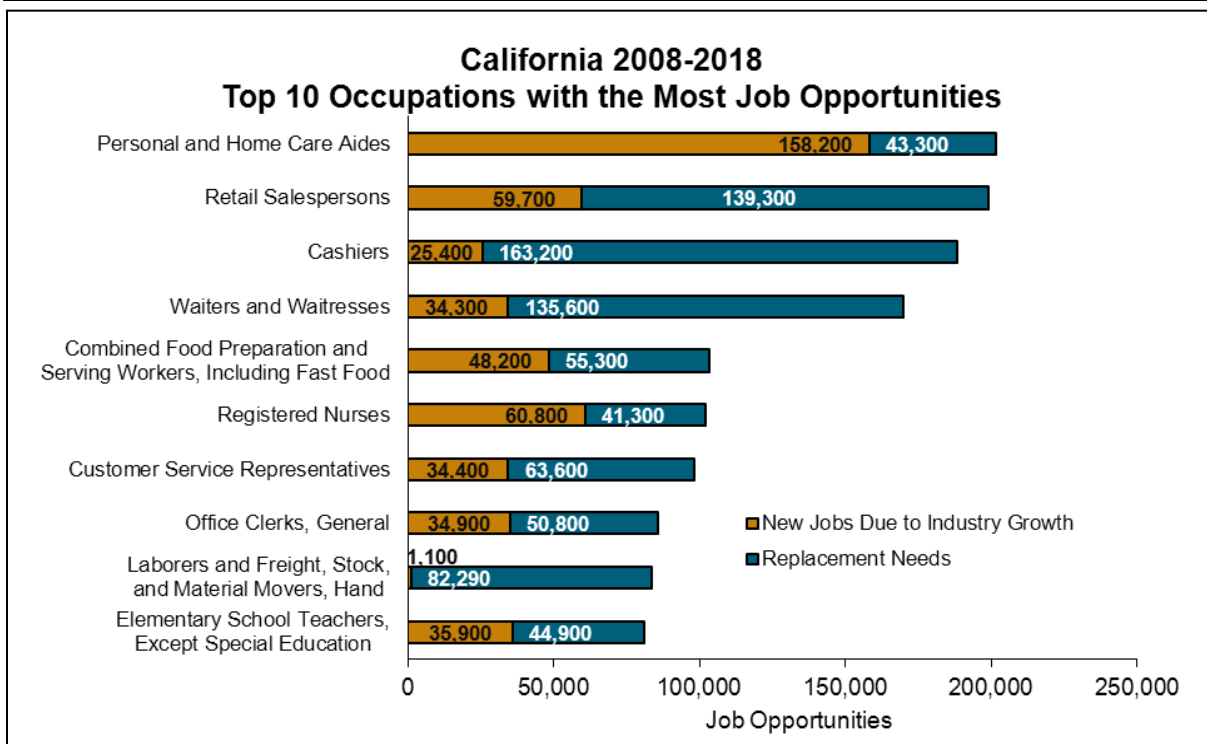 California 2008-2018
Top 10 Occupations with the Most Job Opportunities
Personal and Home Care Aides
158,200 43,300
Retail Salespersons
59,700 139,300
Cashiers
25,400 163,200
Waiters and Waitresses
34,300 135,600
Combined Food Preparation and
Serving Workers, Including Fast Food
48,200 55,300
Registered Nurses
60,800 41,300
Customer Service Representatives
34,400 63,600
Office Clerks, General
34,900 50,800
Laborers and Freight, Stock,
and Material Movers, Hand
1,100
82,290
Elementary School Teachers,
Except Special Education
35,900 44,900
New Jobs Due to Industry Growth
Replacement Needs
0 50,000 100,000 150,000 200,000 250,000
Job Opportunities